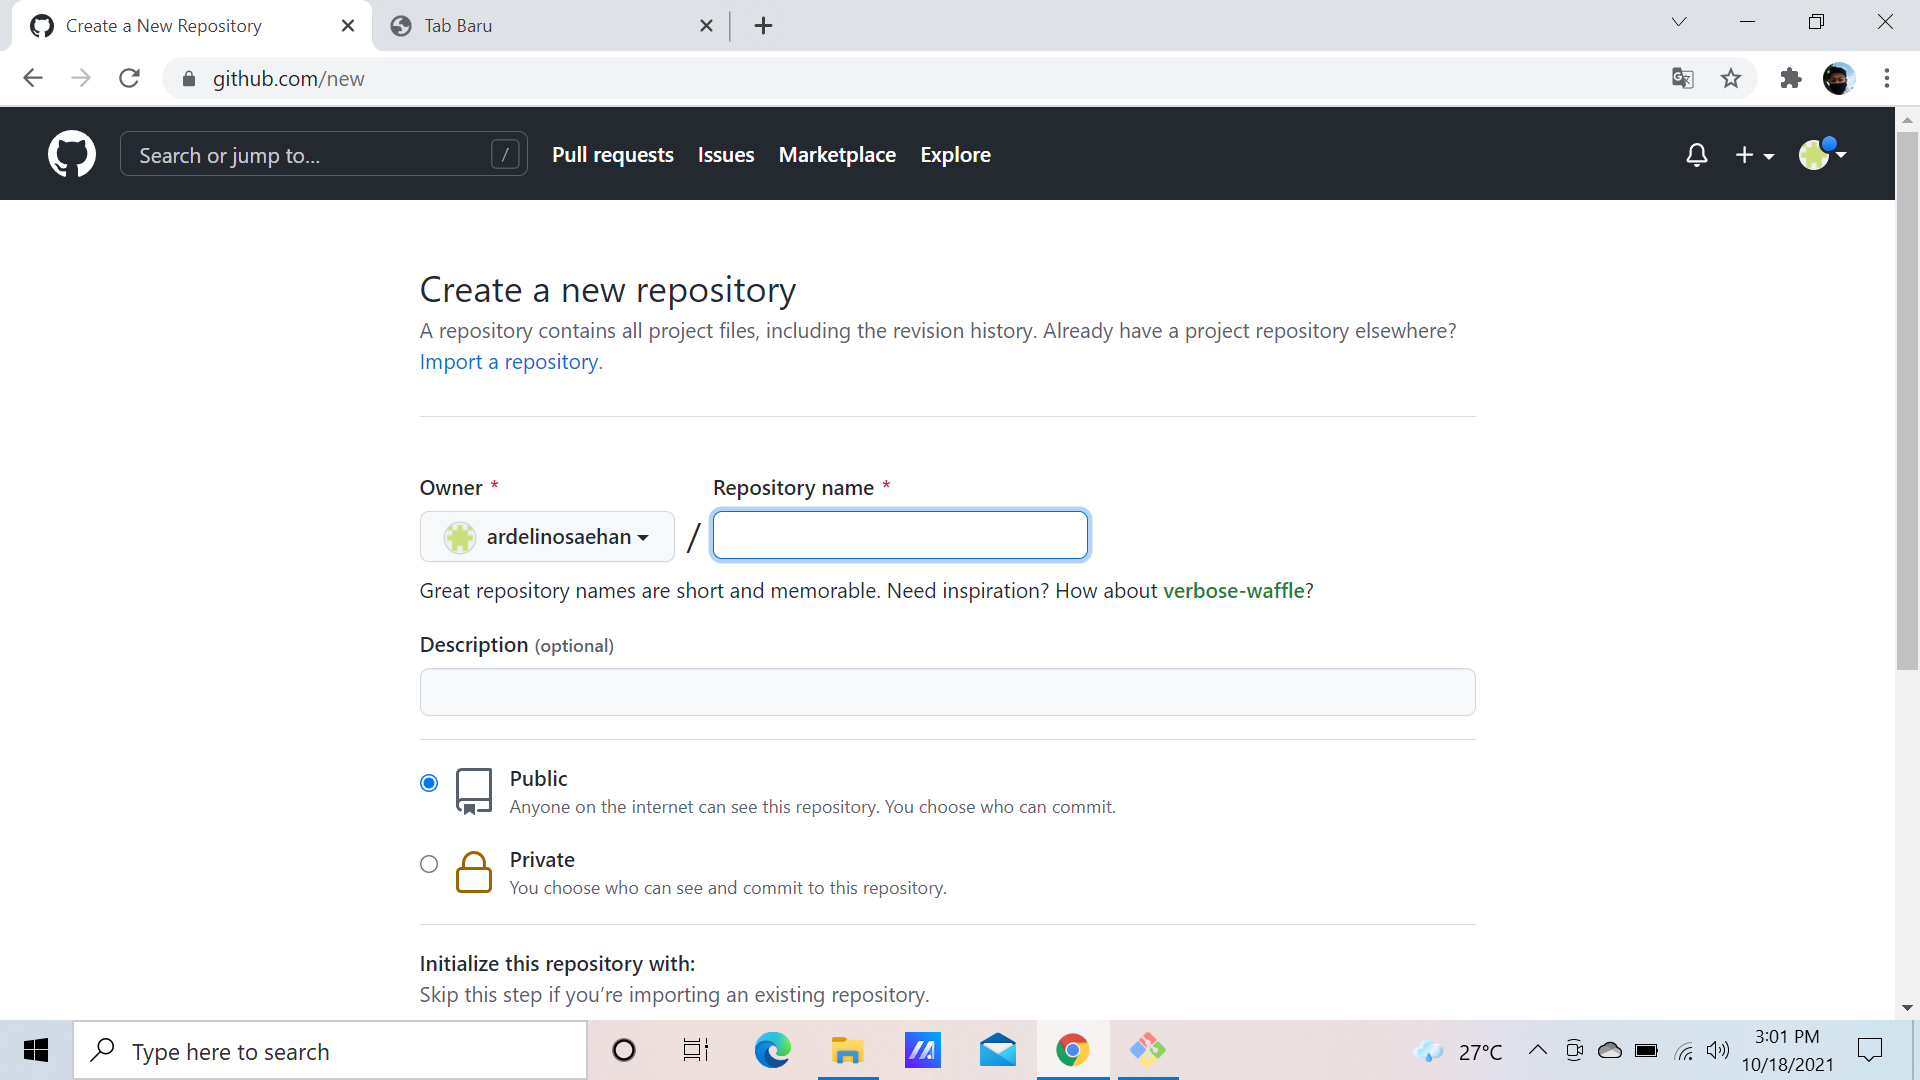 Create a New Repository
Tab Baru
github.com/new
Search or jump to...
/
Pull requests
Issues
Marketplace
Explore
Create a new repository
A repository contains all project files, including the revision history. Already have a project repository elsewhere?
Import a repository.
Owner *
Repository name *
ardelinosaehan
/
Great repository names are short and memorable. Need inspiration? How about verbose-waffle?
Description (optional)
Public
Anyone on the internet can see this repository. You choose who can commit.
Private
You choose who can see and commit to this repository.
Initialize this repository with:
Skip this step if you’re importing an existing repository.
Type here to search
27°C
3:01 PM
10/18/2021